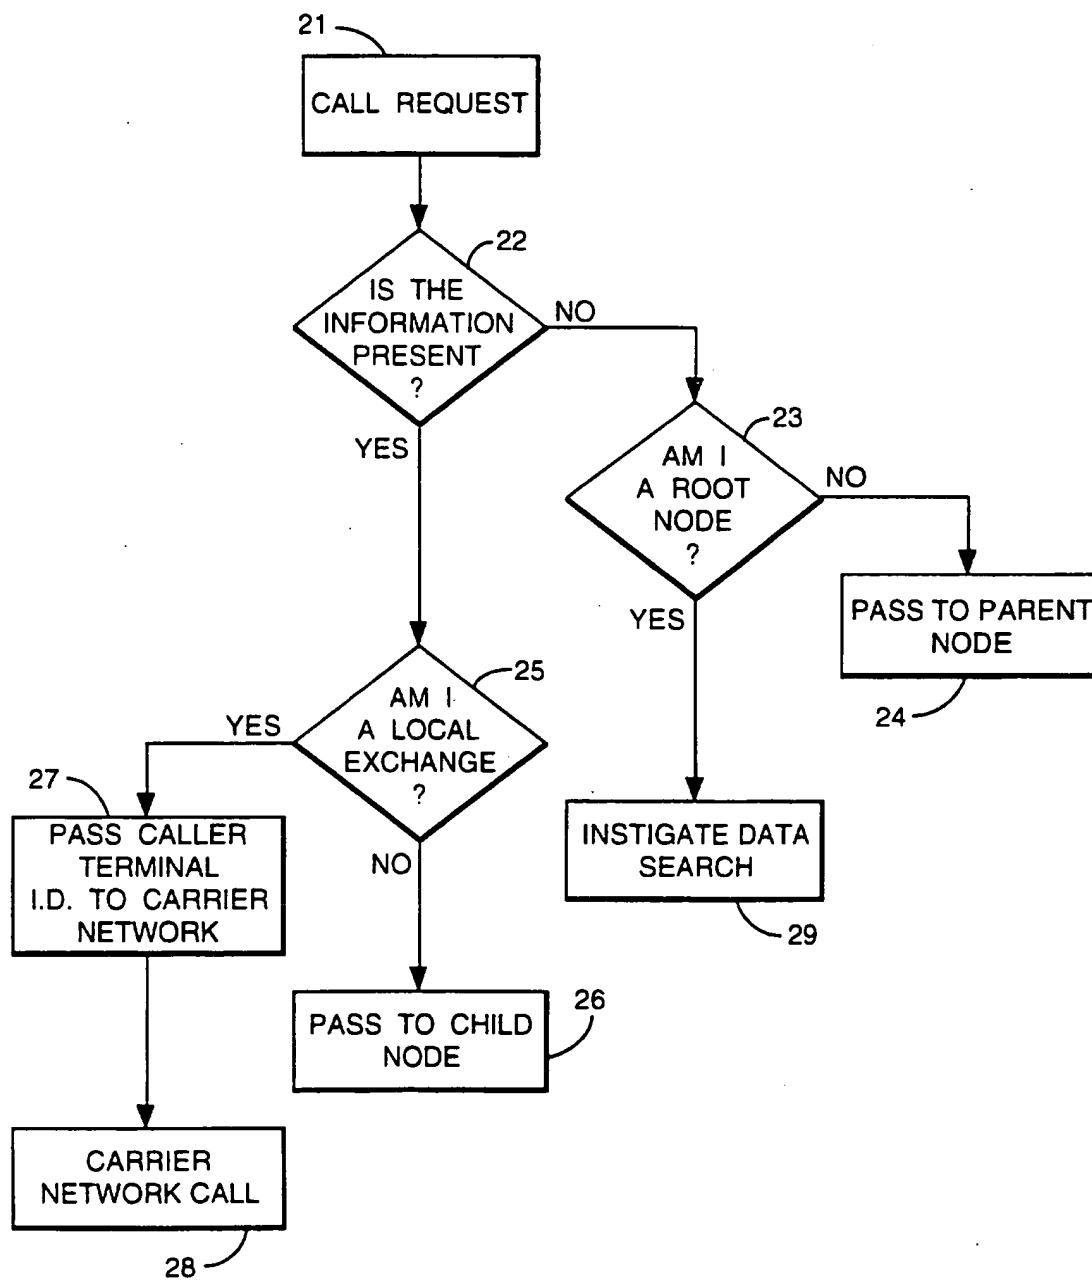 21
CALL REQUEST
22
IS THE
INFORMATION
PRESENT
?
NO
YES
23
AM I
A ROOT
NODE
?
NO
YES
PASS TO PARENT
NODE
24
25
AM I
A LOCAL
EXCHANGE
?
YES
NO
27
PASS CALLER
TERMINAL
I.D. TO CARRIER
NETWORK
INSTIGATE DATA
SEARCH
29
26
PASS TO CHILD
NODE
CARRIER
NETWORK CALL
28